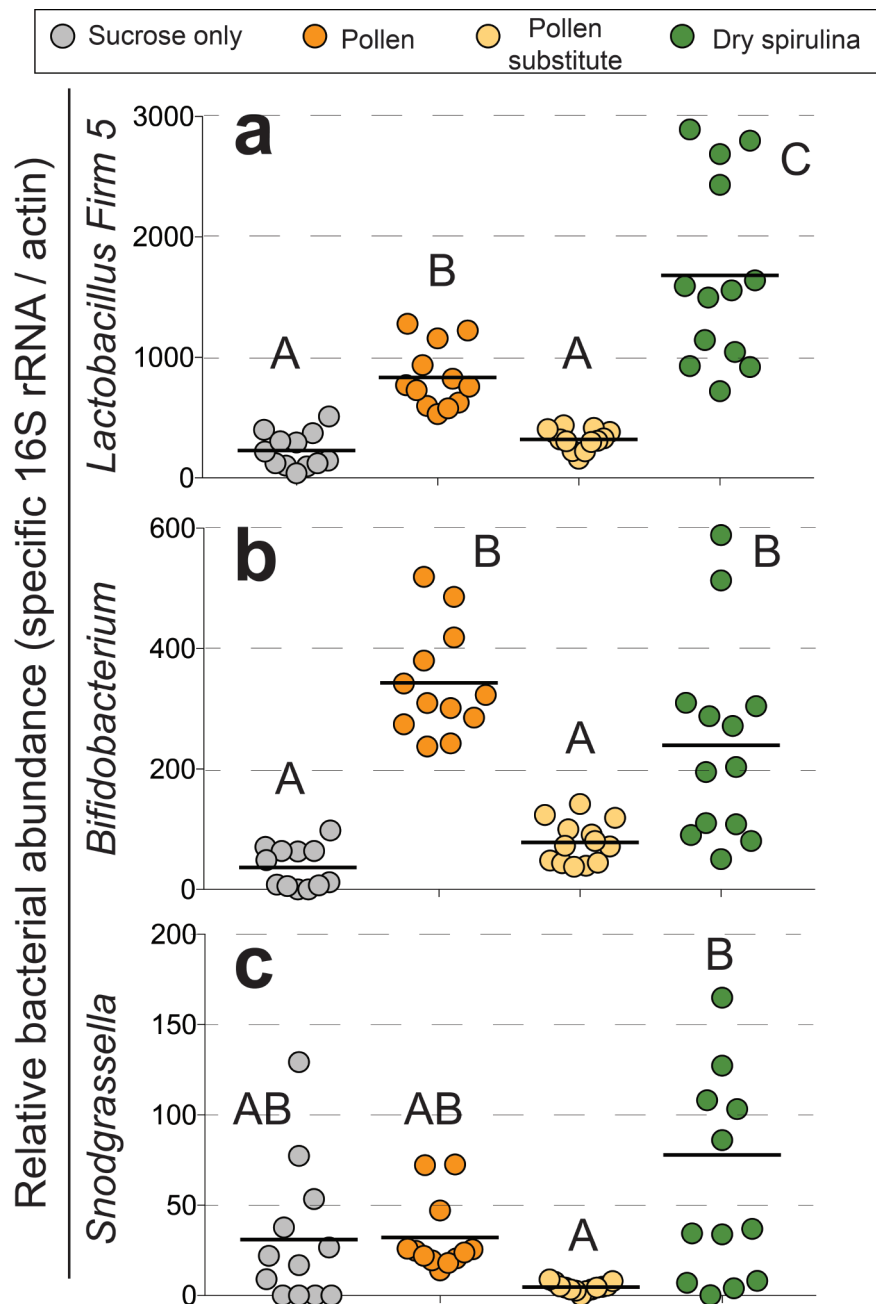 Sucrose only
Pollen
Pollen
substitute
Dry spirulina
Relative bacterial abundance (specific 16S rRNA / actin)
Lactobacillus Firm 5
a
3000
2000
1000
0
A
B
A
C
Bifidobacterium
b
600
400
200
0
A
B
A
B
Snodgrassella
c
200
150
100
50
0
AB
AB
A
B